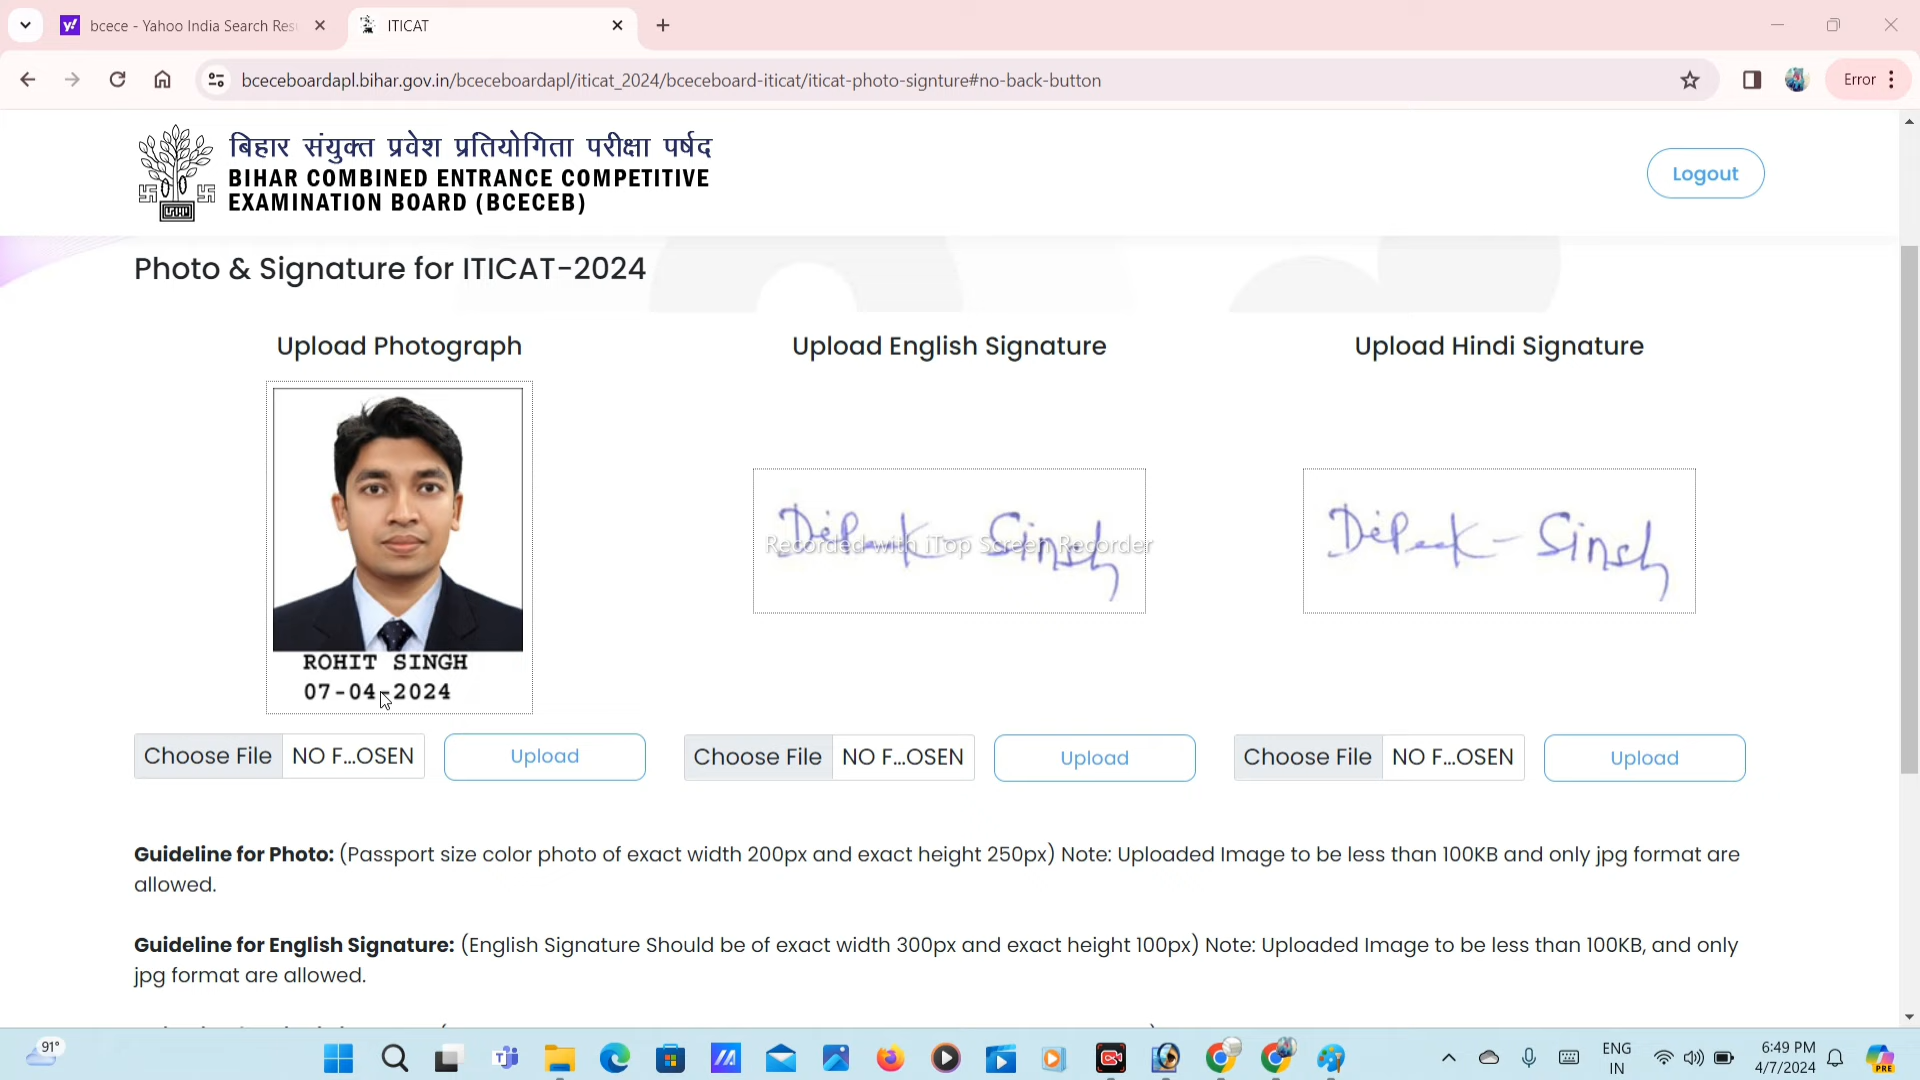 bcece - Yahoo India Search Res
ITICAT
bceceboardapl.bihar.gov.in/bceceboardapl/iticat_2024/bceceboard-iticat/iticat-photo-signture#no-back-button
Error
बिहार संयुक्त प्रवेश प्रतियोगिता परीक्षा पर्षद
BIHAR COMBINED ENTRANCE COMPETITIVE
EXAMINATION BOARD (BCECEB)
Logout
Photo & Signature for ITICAT-2024
Upload Photograph
Upload English Signature
Upload Hindi Signature
Recorded with iTop Screen Recorder
ROHIT SINGH
07-04-2024
Choose File NO F...OSEN Upload
Choose File NO F...OSEN Upload
Choose File NO F...OSEN Upload
Guideline for Photo: (Passport size color photo of exact width 200px and exact height 250px) Note: Uploaded Image to be less than 100KB and only jpg format are
allowed.
Guideline for English Signature: (English Signature Should be of exact width 300px and exact height 100px) Note: Uploaded Image to be less than 100KB, and only
jpg format are allowed.
91°
ENG
IN
6:49 PM
4/7/2024
PRE